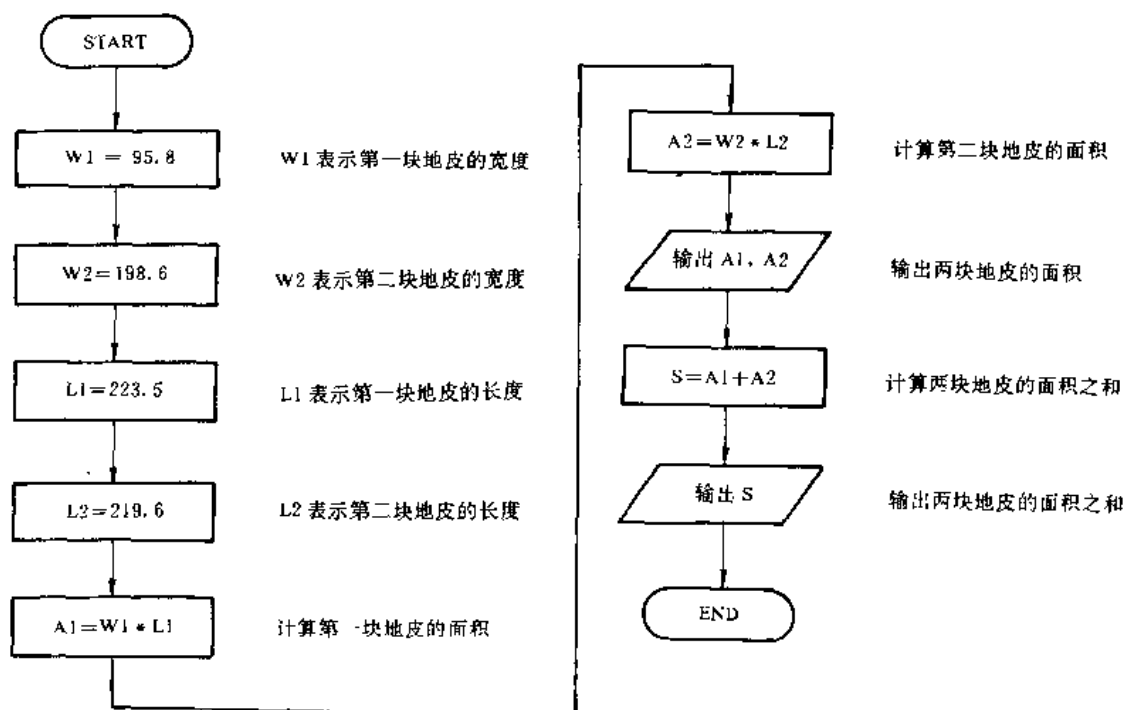 START
W1 = 95.8
W1 表示第一块地皮的宽度
W2=198.6
W2 表示第二块地皮的宽度
L1=223.5
L1 表示第一块地皮的长度
L2=219.6
L2 表示第二块地皮的长度
A1=W1 * L1
计算第一块地皮的面积
A2=W2 * L2
计算第二块地皮的面积
输出 A1, A2
输出两块地皮的面积
S=A1+A2
计算两块地皮的面积之和
输出 S
输出两块地皮的面积之和
END